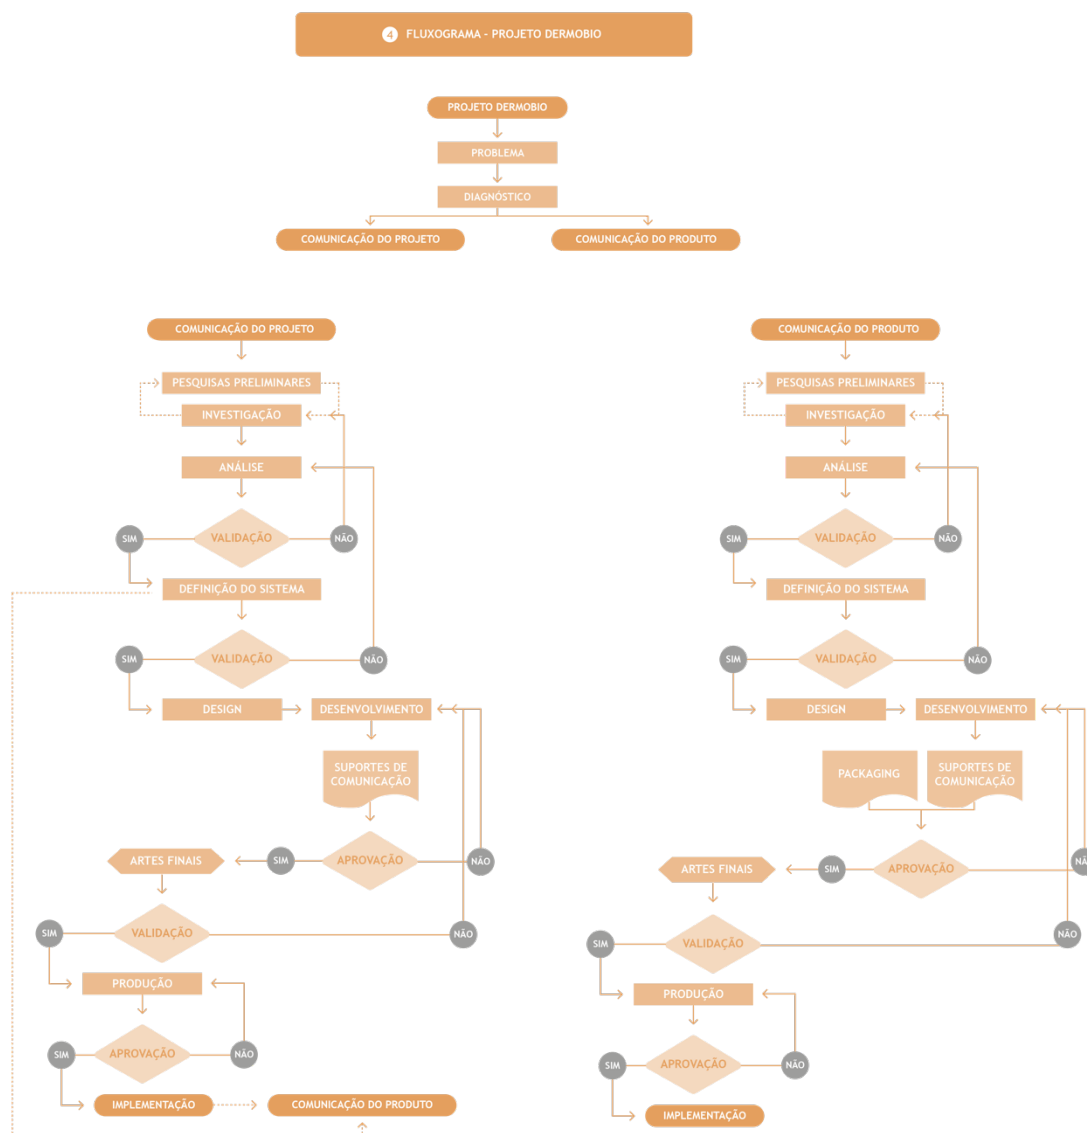 4 FLUXOGRAMA - PROJETO DERMOBIO
PROJETO DERMOBIO
PROBLEMA
DIAGNÓSTICO
COMUNICAÇÃO DO PROJETO
COMUNICAÇÃO DO PRODUTO
COMUNICAÇÃO DO PROJETO
PESQUISAS PRELIMINARES
INVESTIGAÇÃO
ANÁLISE
SIM
VALIDAÇÃO
NÃO
DEFINIÇÃO DO SISTEMA
SIM
VALIDAÇÃO
NÃO
DESIGN
DESENVOLVIMENTO
SUPORTES DE
COMUNICAÇÃO
ARTES FINAIS
SIM
APROVAÇÃO
NÃO
SIM
VALIDAÇÃO
NÃO
PRODUÇÃO
SIM
APROVAÇÃO
NÃO
IMPLEMENTAÇÃO
COMUNICAÇÃO DO PRODUTO
COMUNICAÇÃO DO PRODUTO
PESQUISAS PRELIMINARES
INVESTIGAÇÃO
ANÁLISE
SIM
VALIDAÇÃO
NÃO
DEFINIÇÃO DO SISTEMA
SIM
VALIDAÇÃO
NÃO
DESIGN
DESENVOLVIMENTO
PACKAGING
SUPORTES DE
COMUNICAÇÃO
ARTES FINAIS
SIM
APROVAÇÃO
NÃO
SIM
VALIDAÇÃO
NÃO
PRODUÇÃO
SIM
APROVAÇÃO
NÃO
IMPLEMENTAÇÃO